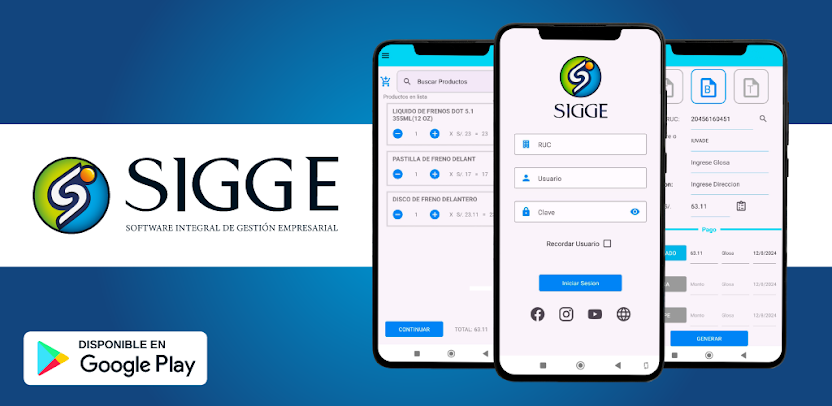 SIGGE
SOFTWARE INTEGRAL DE GESTIÓN EMPRESARIAL
DISPONIBLE EN
Google Play
Buscar Productos
Productos en lista
LIQUIDO DE FRENOS DOT 5.1
355ML(12 OZ)
1 X S/. 23 = 23
PASTILLA DE FRENO DELANT
1 X S/. 17 = 17
DISCO DE FRENO DELANTERO
1 X S/. 23.11 = 23
CONTINUAR
TOTAL: 63.11
SIGGE
RUC
Usuario
Clave
Recordar Usuario
Iniciar Sesion
B T
RUC: 20456160451
Ingrese Glosa
Ingrese Direccion
S/. 63.11
Pago
63.11 Glosa 12/8/2024
Monto Glosa 12/8/2024
Monto Glosa 12/8/2024
GENERAR